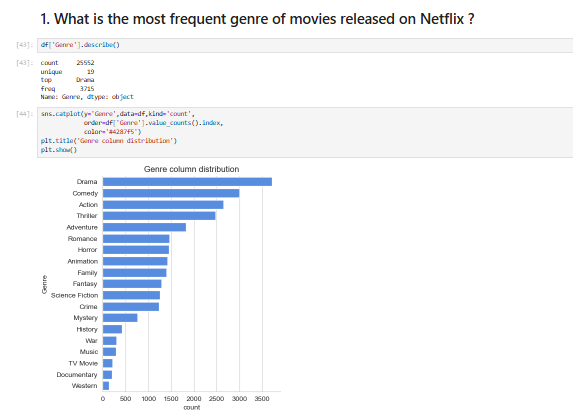 1. What is the most frequent genre of movies released on Netflix ?
[43]: df['Genre'].describe()
[43]: count 25552
unique 19
top Drama
freq 3715
Name: Genre, dtype: object
[44]: sns.catplot(y='Genre',data=df,kind='count',
order=df['Genre'].value_counts().index,
color='#4287f5')
plt.title('Genre column distribution')
plt.show()
Genre column distribution
Drama
Comedy
Action
Thriller
Adventure
Romance
Horror
Animation
Family
Fantasy
Science Fiction
Crime
Mystery
History
War
Music
TV Movie
Documentary
Western
Genre
0 500 1000 1500 2000 2500 3000 3500
count